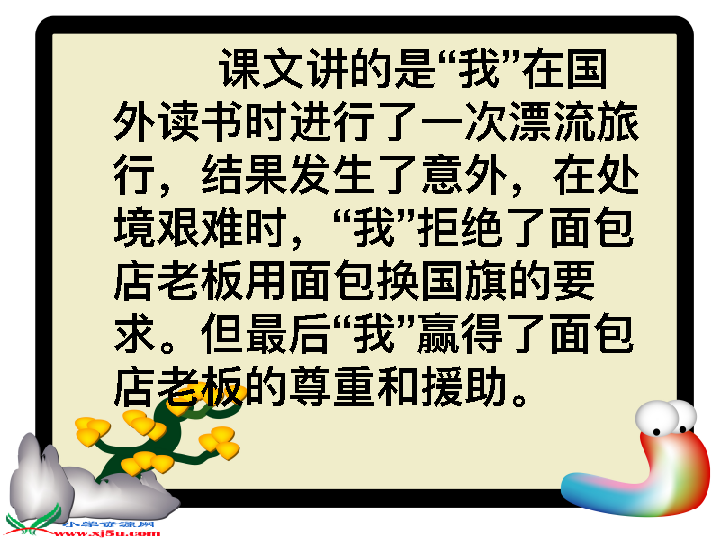 课文讲的是“我”在国
外读书时进行了一次漂流旅
行，结果发生了意外，在处
境艰难时，“我”拒绝了面包
店老板用面包换国旗的要
求。但最后“我”赢得了面包
店老板的尊重和援助。
小学资源网
www.xj5u.com